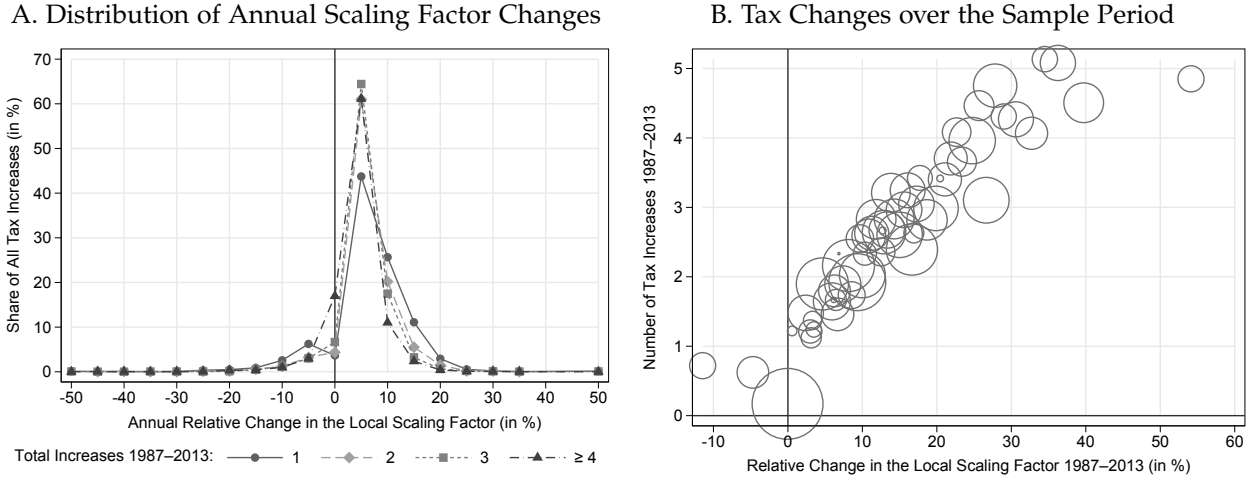 A. Distribution of Annual Scaling Factor Changes
Share of All Tax Increases (in %)
70
60
50
40
30
20
10
0
-50 -40 -30 -20 -10 0 10 20 30 40 50
Annual Relative Change in the Local Scaling Factor (in %)
Total Increases 1987–2013: 1 2 3 ≥ 4
B. Tax Changes over the Sample Period
Number of Tax Increases 1987–2013
5
4
3
2
1
0
-10 0 10 20 30 40 50 60
Relative Change in the Local Scaling Factor 1987–2013 (in %)